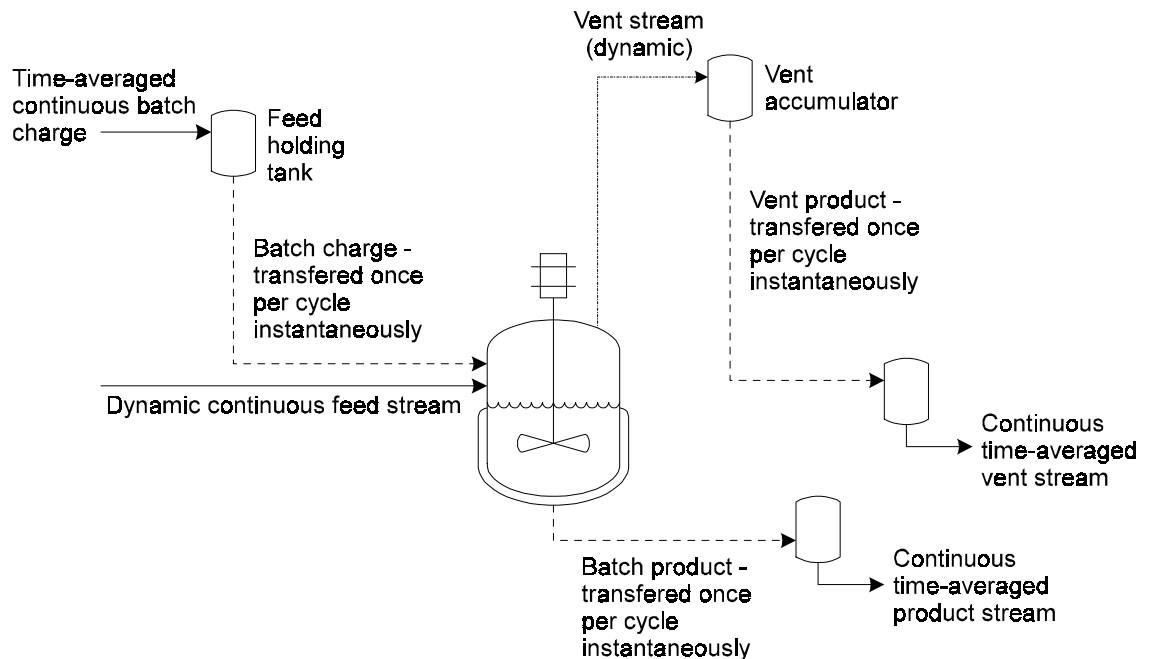 Vent stream
(dynamic)
Time-averaged
continuous batch
charge
Feed
holding
tank
Vent
accumulator
Vent product -
transfered once
per cycle
instantaneously
Batch charge -
transfered once
per cycle
instantaneously
Dynamic continuous feed stream
Continuous
time-averaged
vent stream
Batch product -
transfered once
per cycle
instantaneously
Continuous
time-averaged
product stream